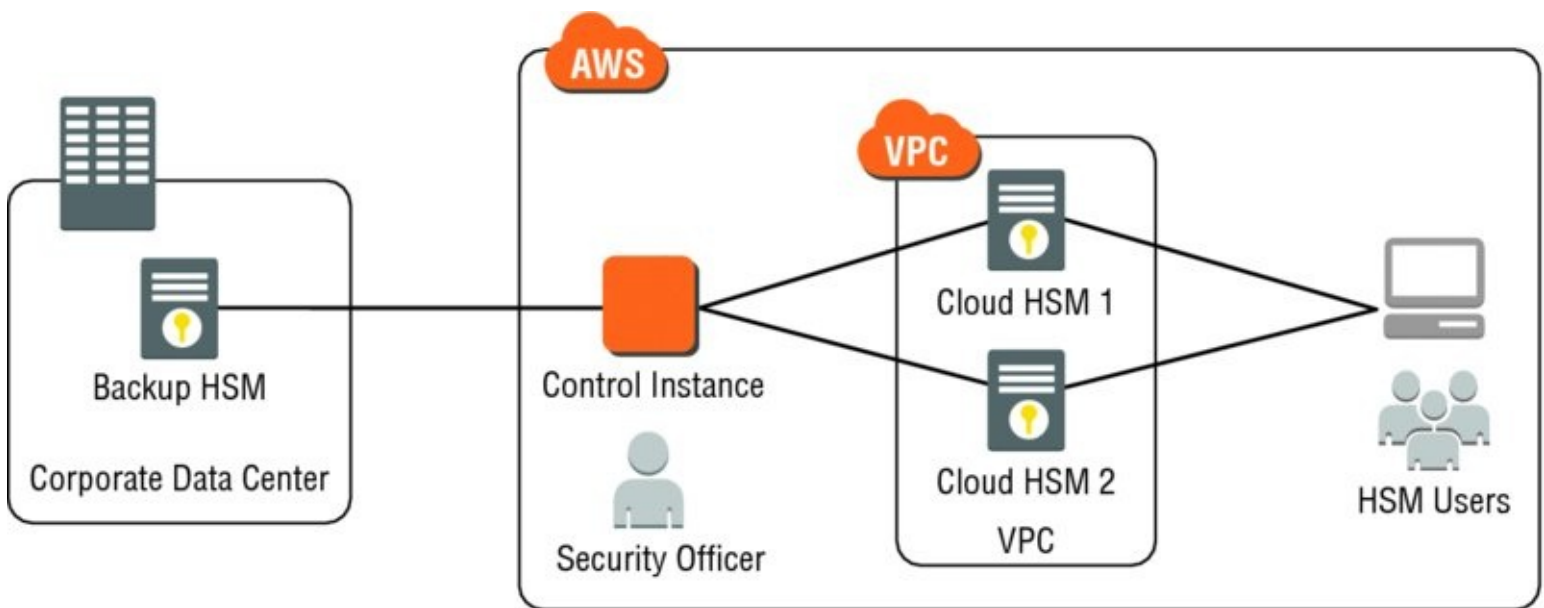 AWS
VPC
Cloud HSM 1
Backup HSM
Control Instance
Corporate Data Center
Cloud HSM 2
HSM Users
Security Officer
VPC